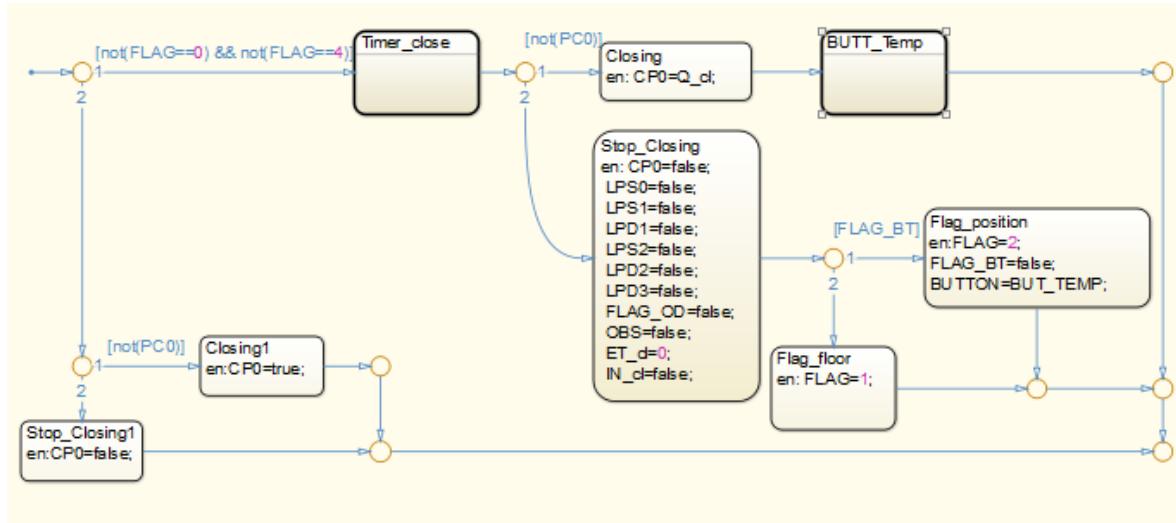 [not(FLAG==0) && not(FLAG==4)]
1
2
Timer_close
[not(PC0)]
1
2
Closing
en: CP0=Q_cl;
BUTT_Temp
Stop_Closing
en: CP0=false;
LPS0=false;
LPS1=false;
LPD1=false;
LPS2=false;
LPD2=false;
LPD3=false;
FLAG_OD=false;
OBS=false;
ET_d=0;
IN_cl=false;
[FLAG_BT]
1
2
Flag_position
en:FLAG=2;
FLAG_BT=false;
BUTTON=BUT_TEMP;
Flag_floor
en: FLAG=1;
[not(PC0)]
1
2
Closing1
en:CP0=true;
Stop_Closing1
en:CP0=false;